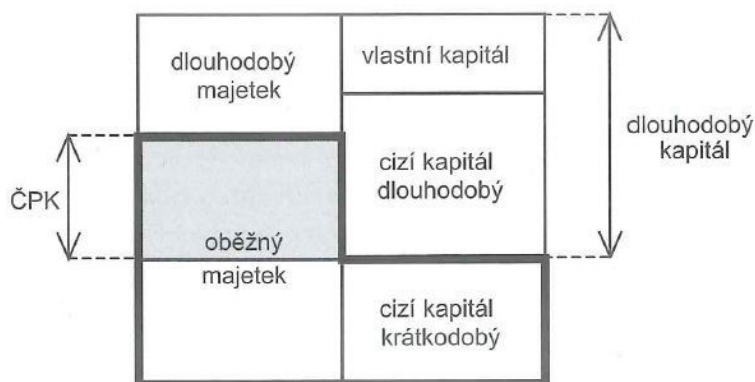 dlouhodobý
majetek
vlastní kapitál
dlouhodobý
kapitál
cizí kapitál
dlouhodobý
ČPK
oběžný
majetek
cizí kapitál
krátkodobý